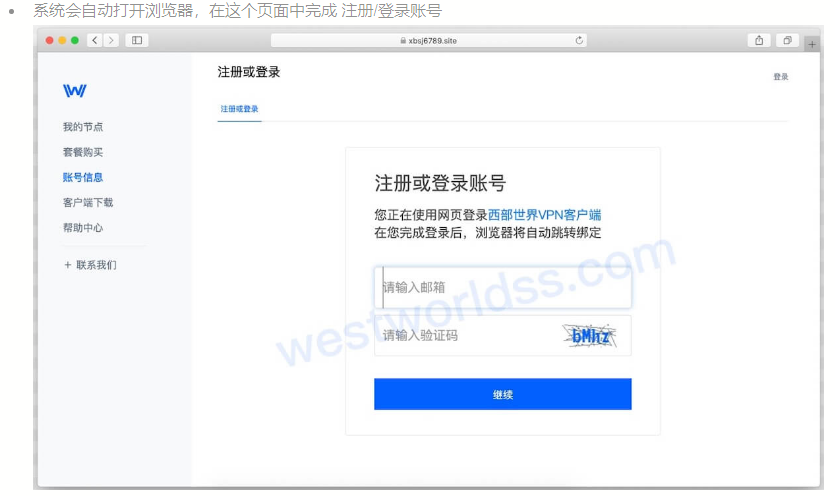 系统会自动打开浏览器，在这个页面中完成 注册/登录账号
xbsj6789.site
注册或登录
登录
注册或登录
我的节点
套餐购买
账号信息
客户端下载
帮助中心
+ 联系我们
注册或登录账号
您正在使用网页登录西部世界VPN客户端
在您完成登录后，浏览器将自动跳转绑定
请输入邮箱
请输入验证码
bMhz
继续
westworldss.com